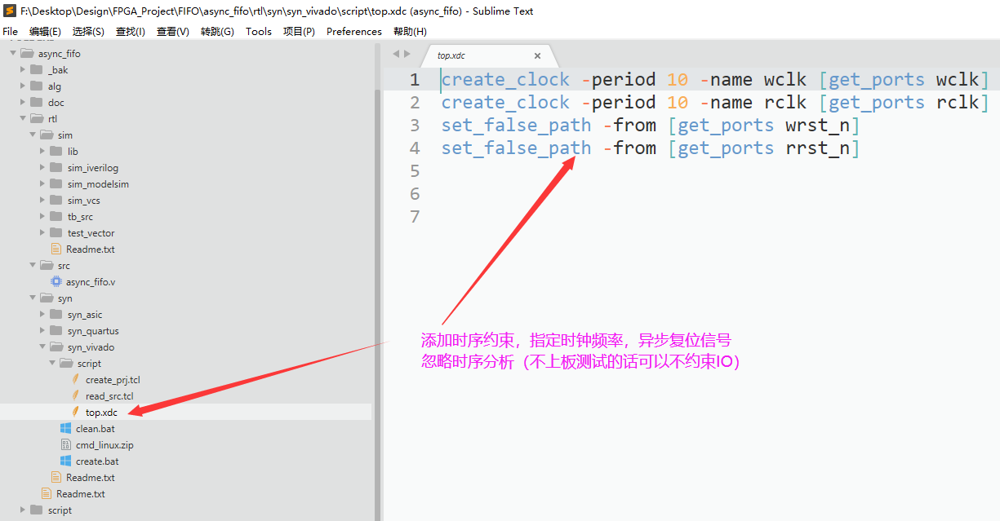 F:\Desktop\Design\FPGA_Project\FIFO\async_fifo\rtl\syn\syn_vivado\script\top.xdc (async_fifo) - Sublime Text
File 编辑(E) 选择(S) 查找(I) 查看(V) 转跳(G) Tools 项目(P) Preferences 帮助(H)
async_fifo
_bak
alg
doc
rtl
sim
lib
sim_iverilog
sim_modelsim
sim_vcs
tb_src
test_vector
Readme.txt
src
async_fifo.v
syn
syn_asic
syn_quartus
syn_vivado
script
create_prj.tcl
read_src.tcl
top.xdc
clean.bat
cmd_linux.zip
create.bat
Readme.txt
Readme.txt
script
top.xdc
1 create_clock -period 10 -name wclk [get_ports wclk]
2 create_clock -period 10 -name rclk [get_ports rclk]
3 set_false_path -from [get_ports wrst_n]
4 set_false_path -from [get_ports rrst_n]
5
6
7
添加时序约束，指定时钟频率，异步复位信号
忽略时序分析（不上板测试的话可以不约束IO）